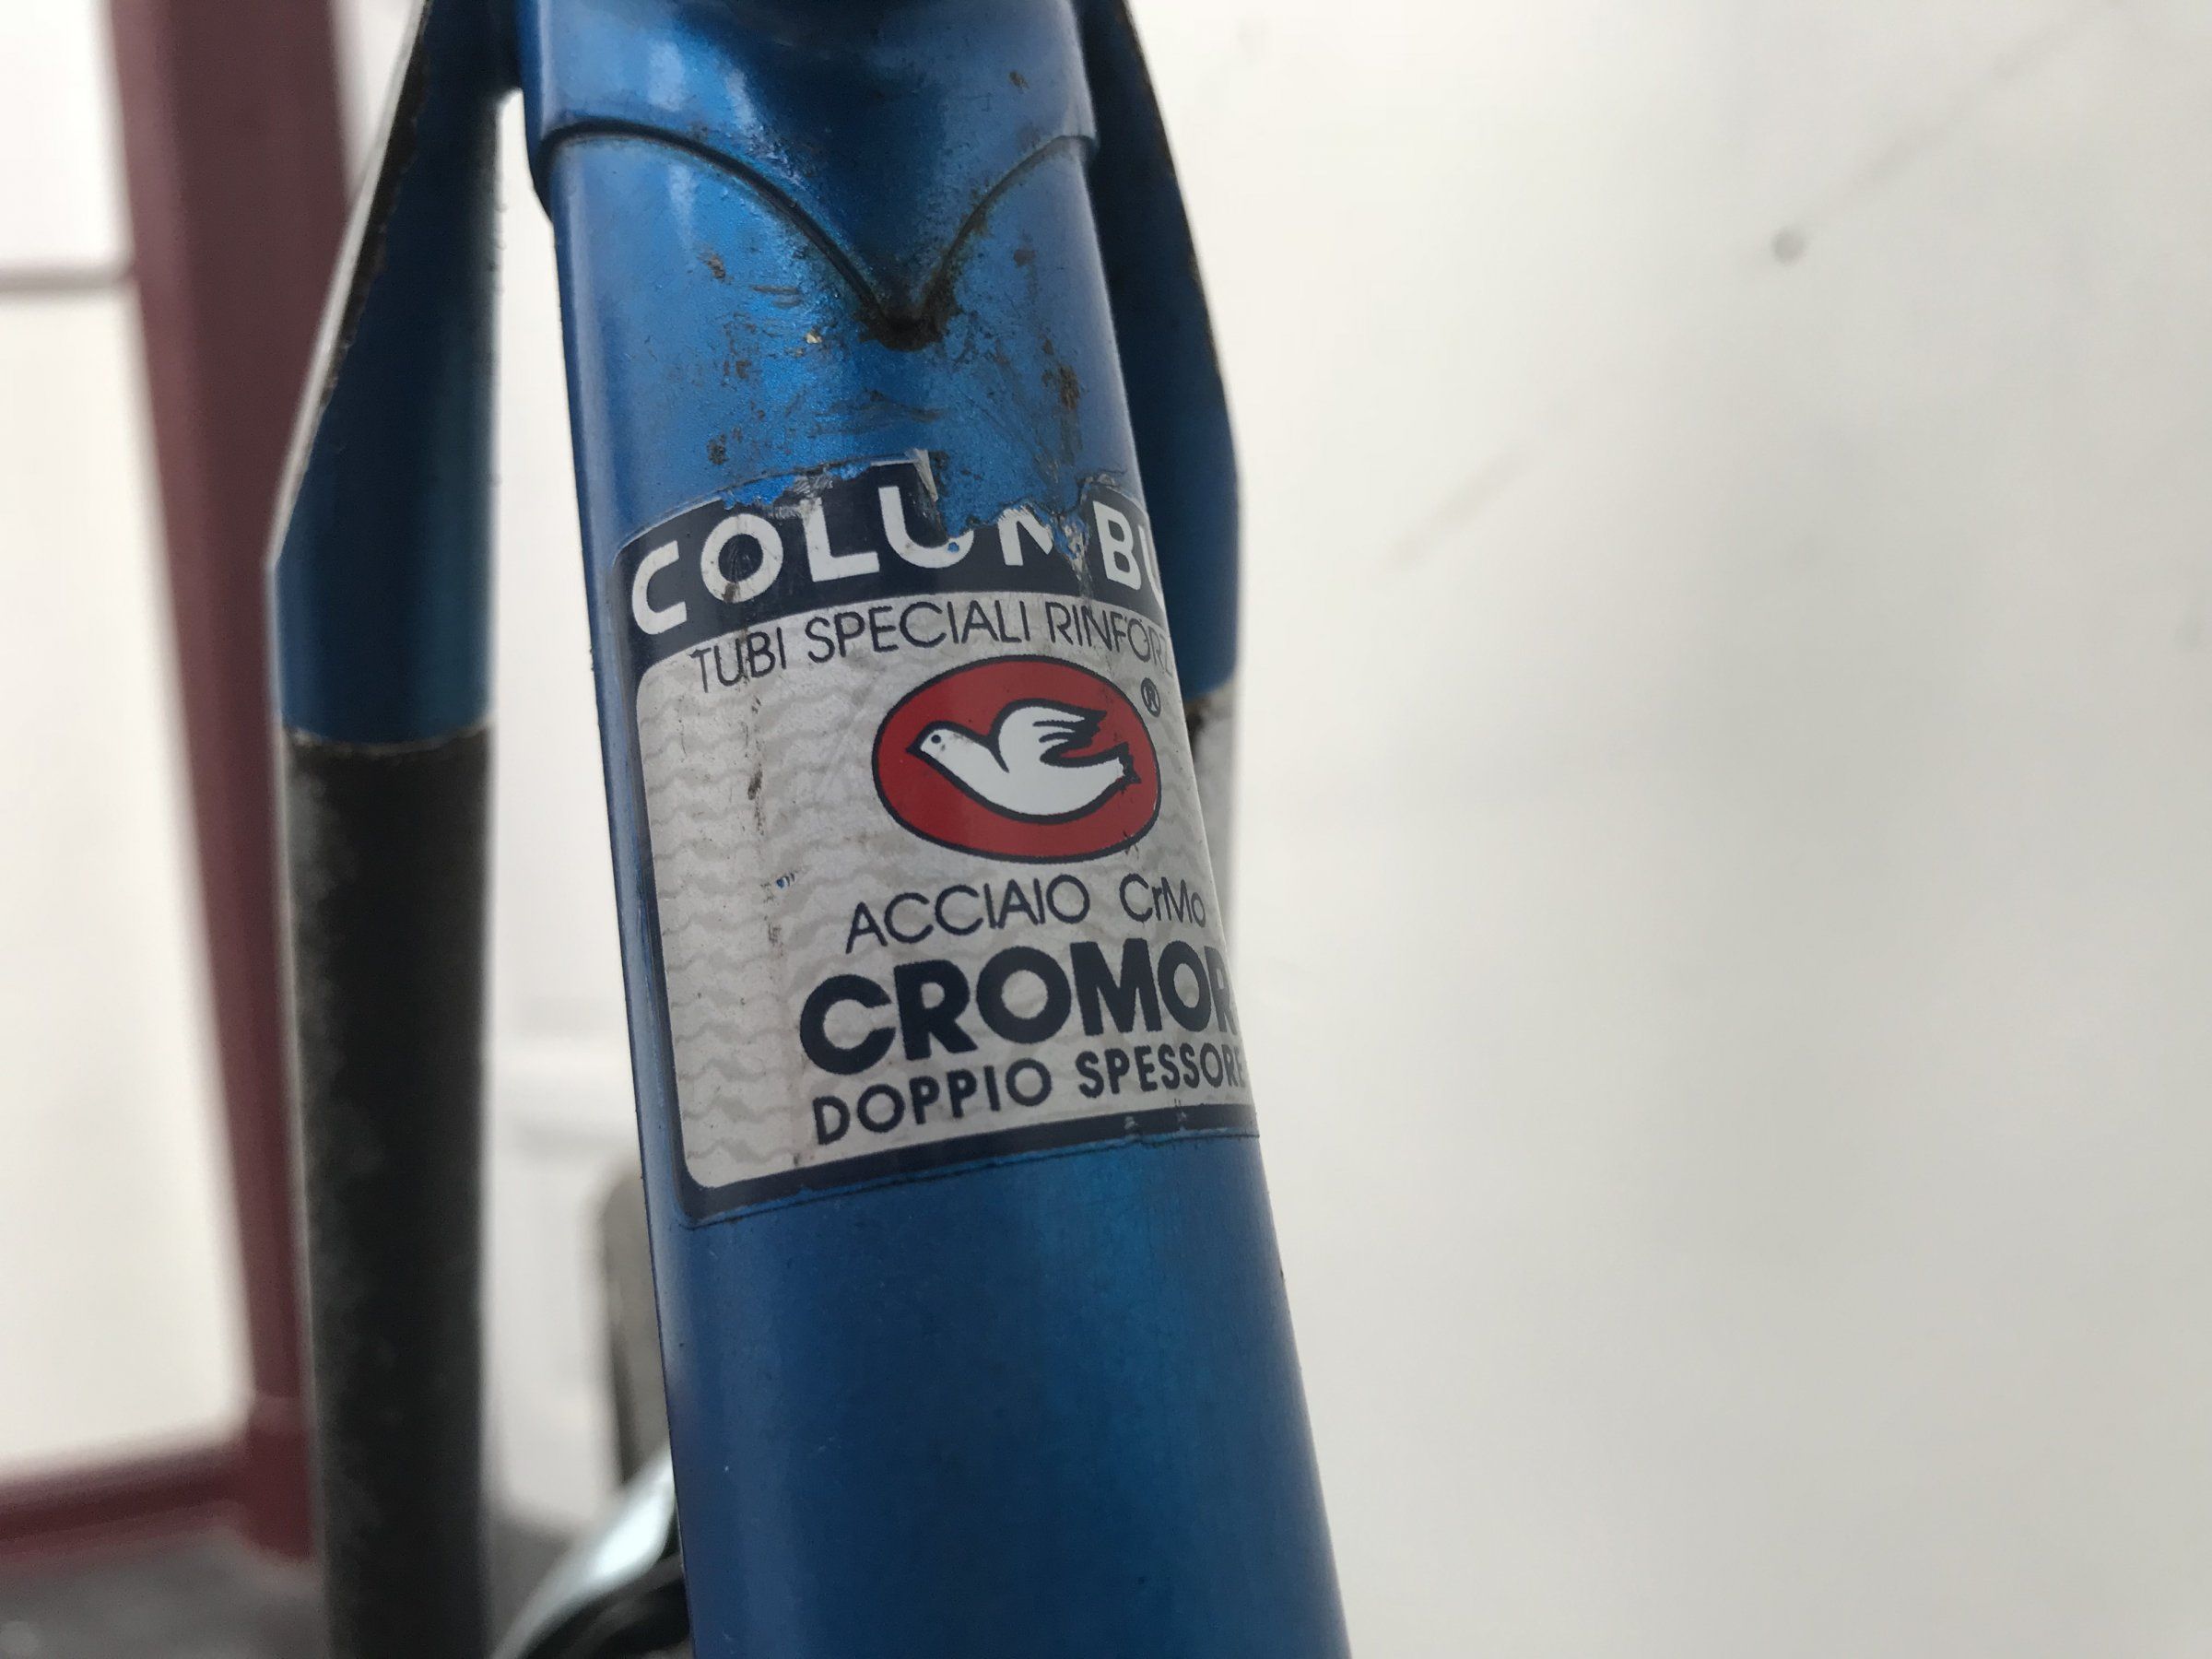 COLUMBU
TUBI SPECIALI RINFORZ
®
ACCIAIO CrMo
CROMOR
DOPPIO SPESSORE